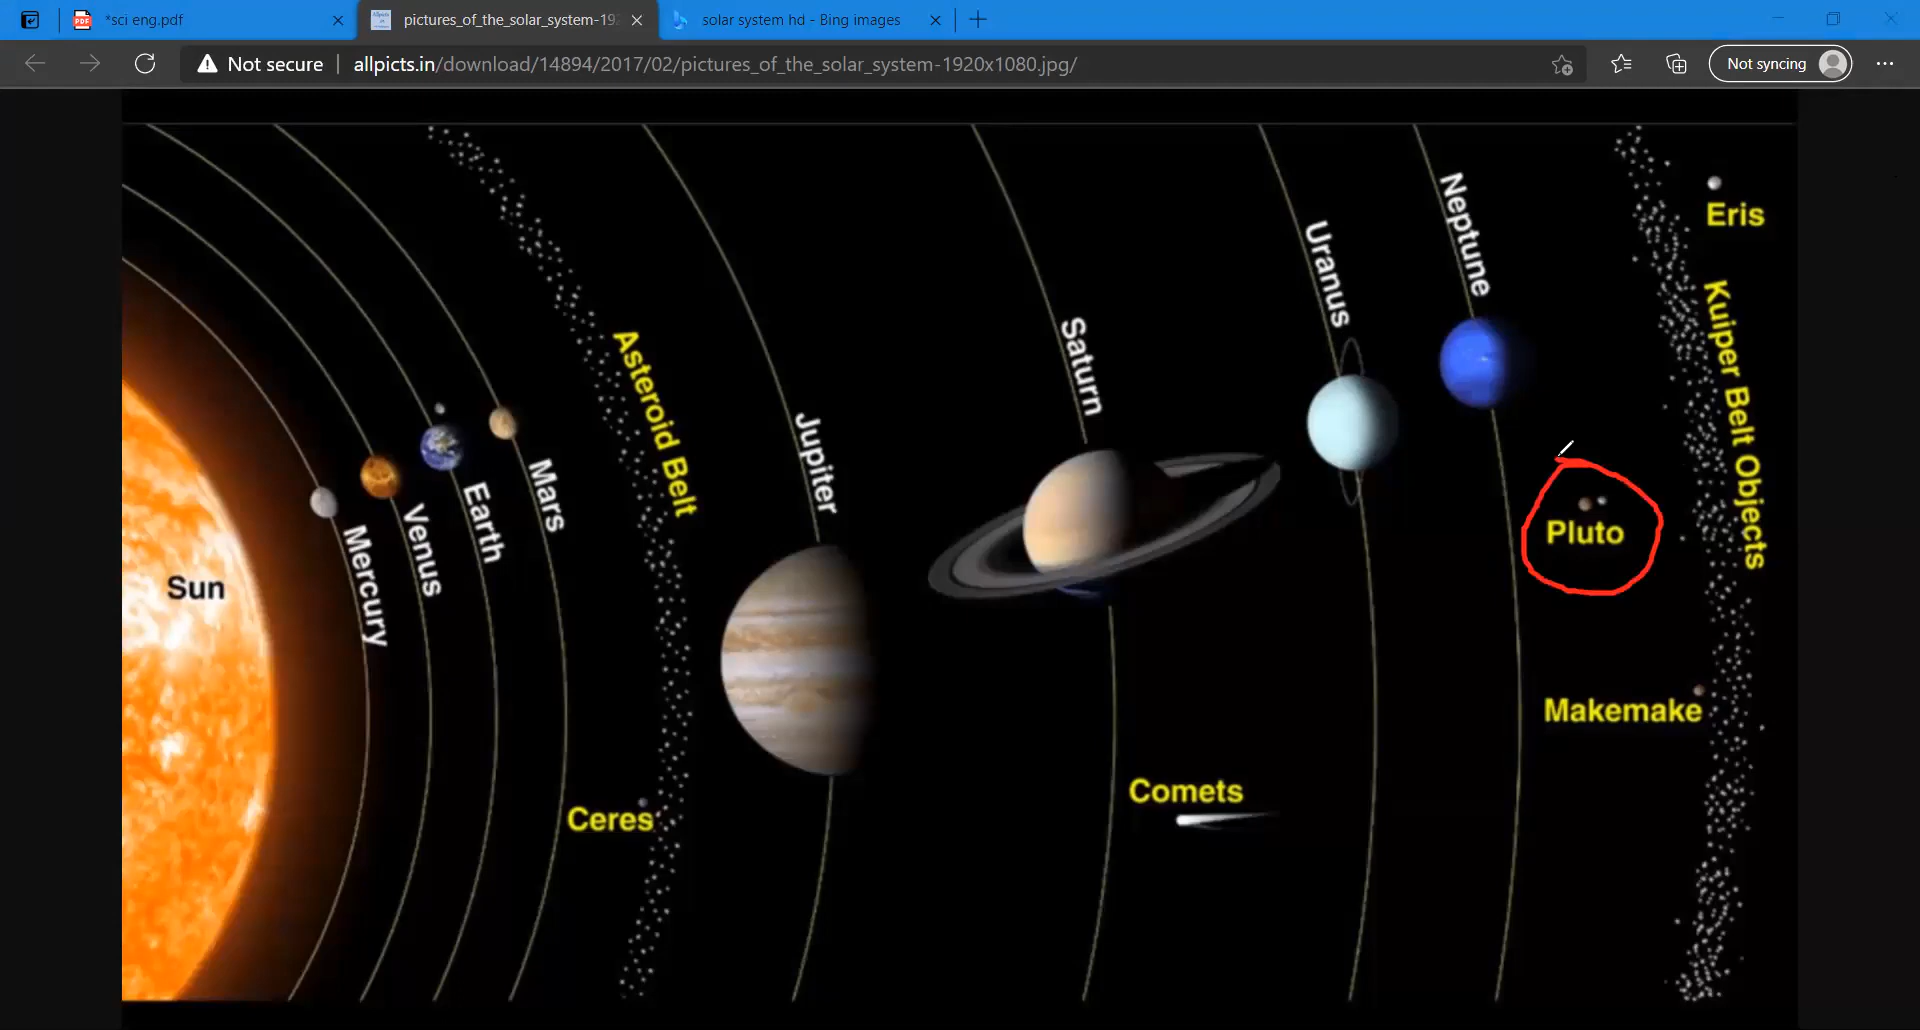 *sci eng.pdf
pictures_of_the_solar_system-192
solar system hd - Bing images
Not secure
allpicts.in/download/14894/2017/02/pictures_of_the_solar_system-1920x1080.jpg/
Not syncing
Sun
Mercury
Venus
Earth
Mars
Asteroid Belt
Ceres
Jupiter
Saturn
Comets
Uranus
Neptune
Pluto
Makemake
Eris
Kuiper Belt Objects